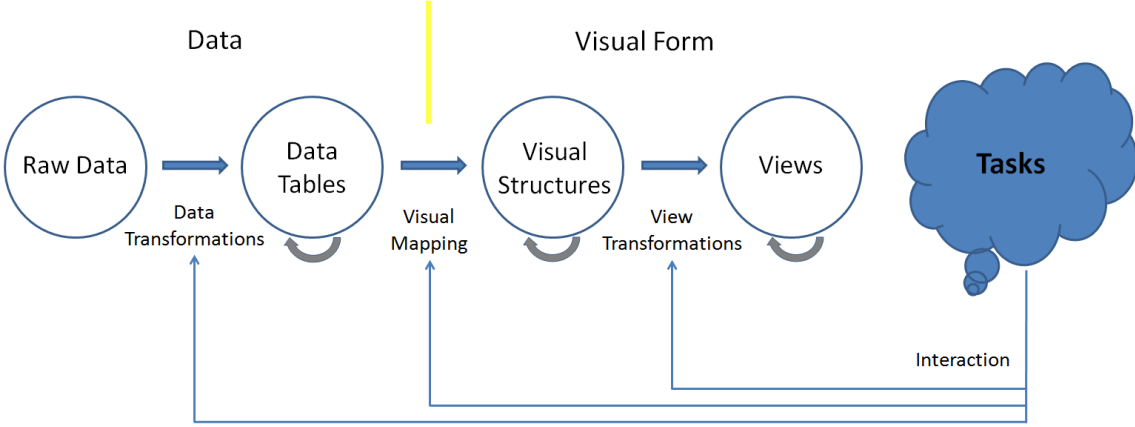 Data
Visual Form
Raw Data
Data
Tables
Visual
Structures
Views
Tasks
Data
Transformations
Visual
Mapping
View
Transformations
Interaction